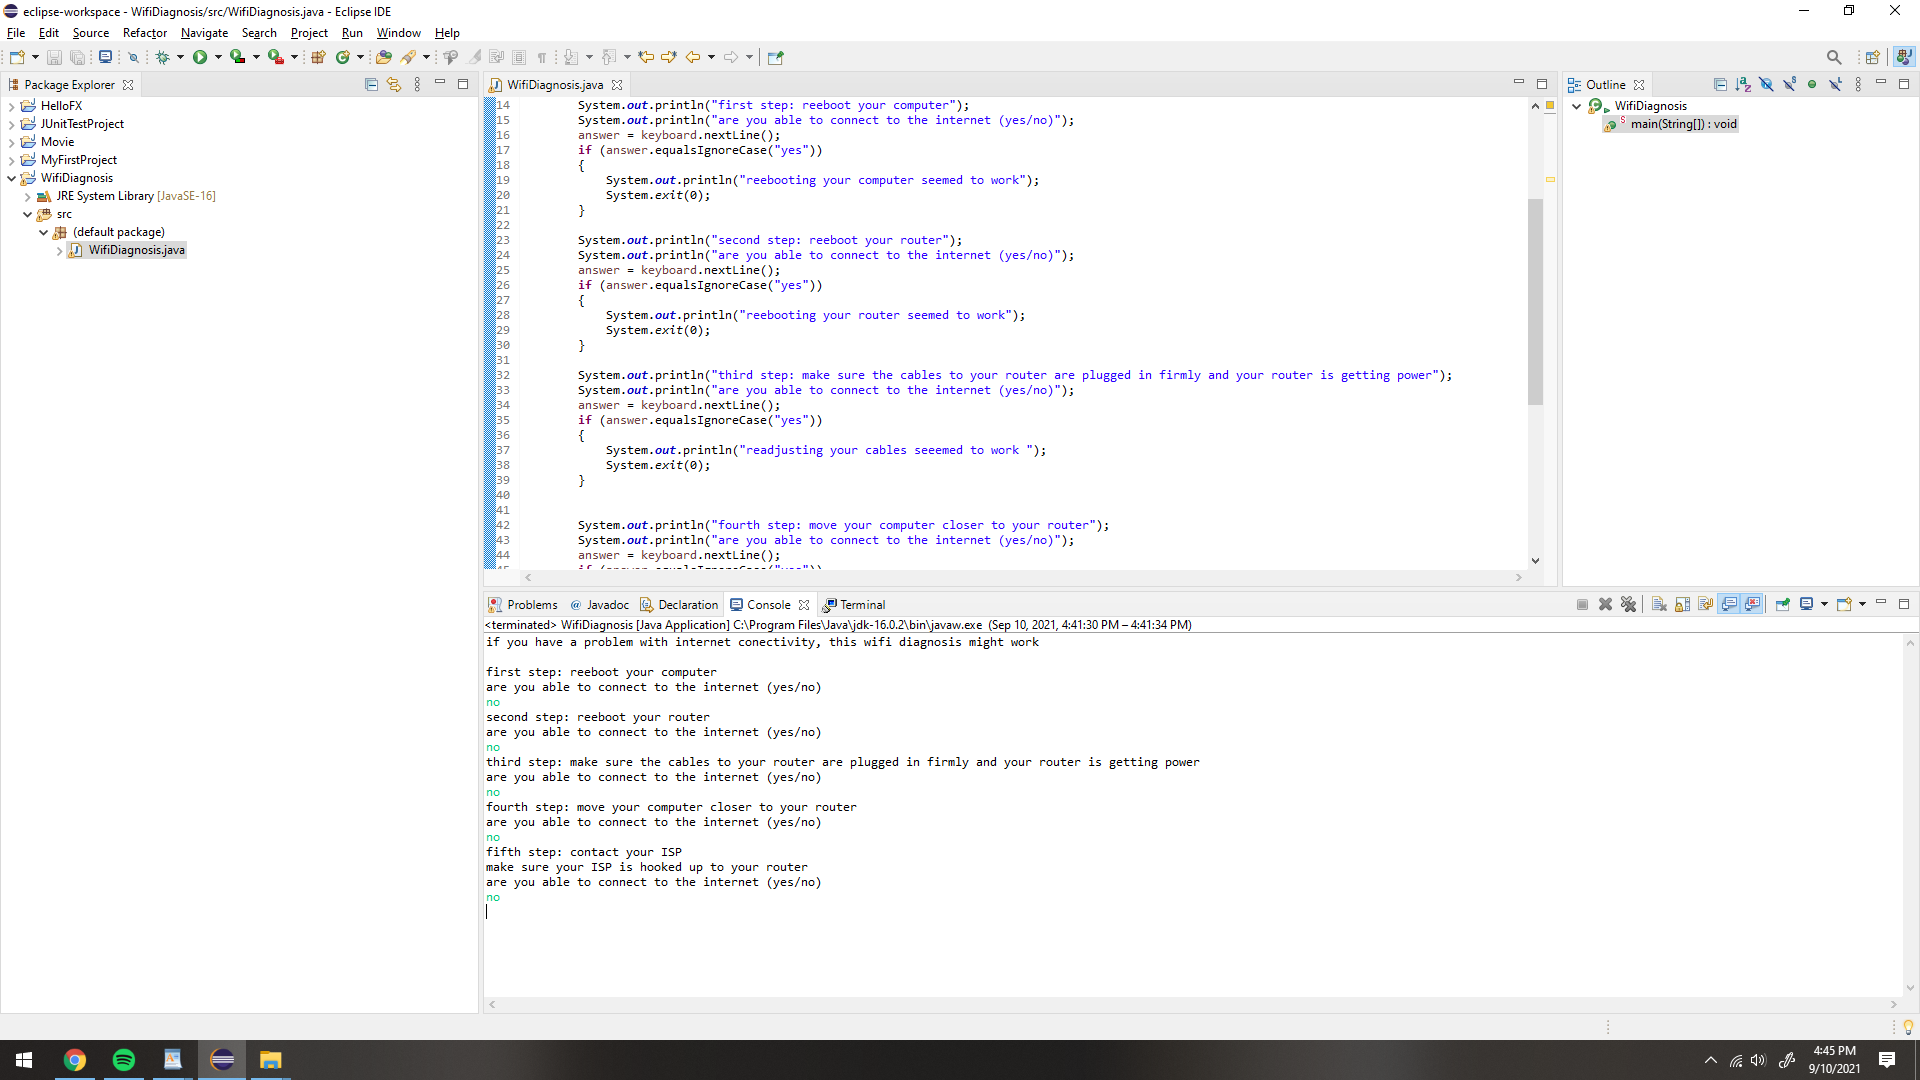 eclipse-workspace - WifiDiagnosis/src/WifiDiagnosis.java - Eclipse IDE
File Edit Source Refactor Navigate Search Project Run Window Help
Package Explorer
HelloFX
JUnitTestProject
Movie
MyFirstProject
WifiDiagnosis
JRE System Library [JavaSE-16]
src
(default package)
WifiDiagnosis.java
WifiDiagnosis.java
14 System.out.println("first step: reeboot your computer");
15 System.out.println("are you able to connect to the internet (yes/no)");
16 answer = keyboard.nextLine();
17 if (answer.equalsIgnoreCase("yes"))
18 {
19 System.out.println("reebooting your computer seemed to work");
20 System.exit(0);
21 }
22
23 System.out.println("second step: reeboot your router");
24 System.out.println("are you able to connect to the internet (yes/no)");
25 answer = keyboard.nextLine();
26 if (answer.equalsIgnoreCase("yes"))
27 {
28 System.out.println("reebooting your router seemed to work");
29 System.exit(0);
30 }
31
32 System.out.println("third step: make sure the cables to your router are plugged in firmly and your router is getting power");
33 System.out.println("are you able to connect to the internet (yes/no)");
34 answer = keyboard.nextLine();
35 if (answer.equalsIgnoreCase("yes"))
36 {
37 System.out.println("readjusting your cables seeemed to work ");
38 System.exit(0);
39 }
40
41
42 System.out.println("fourth step: move your computer closer to your router");
43 System.out.println("are you able to connect to the internet (yes/no)");
44 answer = keyboard.nextLine();
45 if (answer.equalsIgnoreCase("yes"))
Outline
WifiDiagnosis
main(String[]) : void
Problems Javadoc Declaration Console Terminal
<terminated> WifiDiagnosis [Java Application] C:\Program Files\Java\jdk-16.0.2\bin\javaw.exe (Sep 10, 2021, 4:41:30 PM – 4:41:34 PM)
if you have a problem with internet conectivity, this wifi diagnosis might work
first step: reeboot your computer
are you able to connect to the internet (yes/no)
no
second step: reeboot your router
are you able to connect to the internet (yes/no)
no
third step: make sure the cables to your router are plugged in firmly and your router is getting power
are you able to connect to the internet (yes/no)
no
fourth step: move your computer closer to your router
are you able to connect to the internet (yes/no)
no
fifth step: contact your ISP
make sure your ISP is hooked up to your router
are you able to connect to the internet (yes/no)
no
4:45 PM
9/10/2021